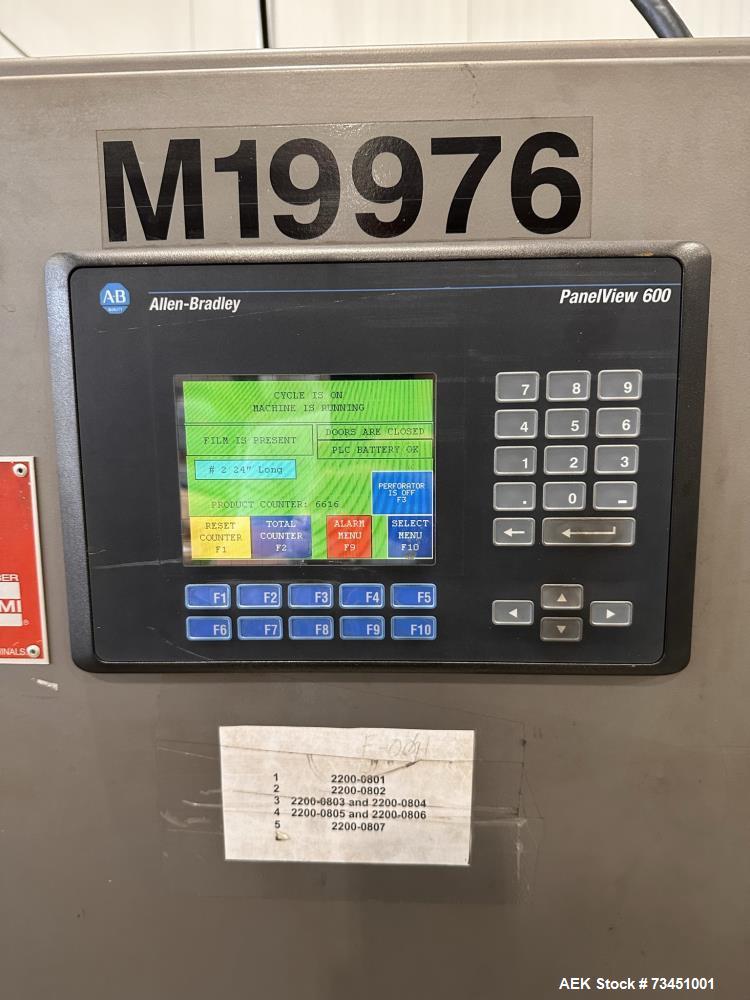 M19976
AB
QUALITY
Allen-Bradley
PanelView 600
CYCLE IS ON
MACHINE IS RUNNING
FILM IS PRESENT
DOORS ARE CLOSED
PLC BATTERY OK
# 2 24" Long
PERFORATOR
IS OFF
F3
PRODUCT COUNTER: 6616
RESET
COUNTER
F1
TOTAL
COUNTER
F2
ALARM
MENU
F9
SELECT
MENU
F10
7 8 9
4 5 6
1 2 3
. 0 -
F1 F2 F3 F4 F5
F6 F7 F8 F9 F10
1 2200-0801
2 2200-0802
3 2200-0803 and 2200-0804
4 2200-0805 and 2200-0806
5 2200-0807
AEK Stock # 73451001